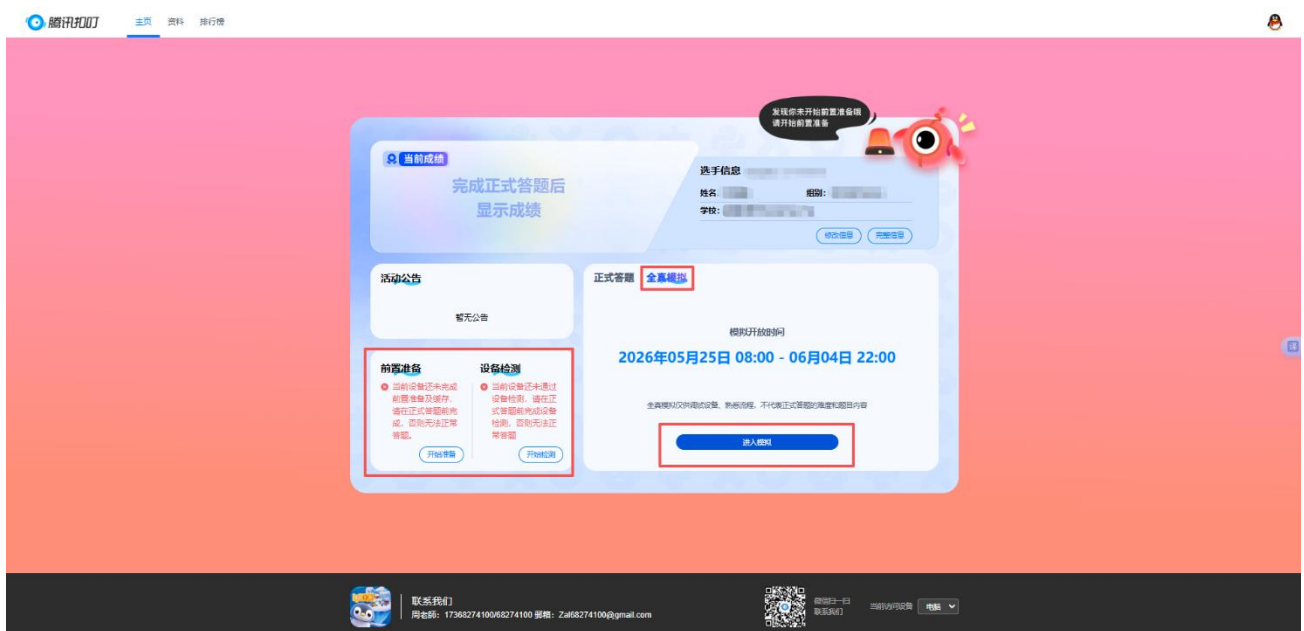 腾讯扣叮
主页 资料 排行榜
发现你未开始前置准备哦
请开始前置准备
当前成绩
完成正式答题后
显示成绩
选手信息
姓名: 组别:
学校:
修改信息 完整信息
活动公告
暂无公告
正式答题 全真模拟
模拟开放时间
2026年05月25日 08:00 - 06月04日 22:00
全真模拟仅供调试设备、熟悉流程,不代表正式答题的难度和题目内容
进入模拟
前置准备
当前设备还未完成
前置准备及缓存,
请在正式答题前完
成,否则无法正常
答题。
开始准备
设备检测
当前设备还未通过
设备检测,请在正
式答题前完成设备
检测,否则无法正
常答题
开始检测
联系我们
周老师:17368274100/68274100 邮箱:Zal68274100@gmail.com
微信扫一扫
联系我们
当前访问设备 电脑